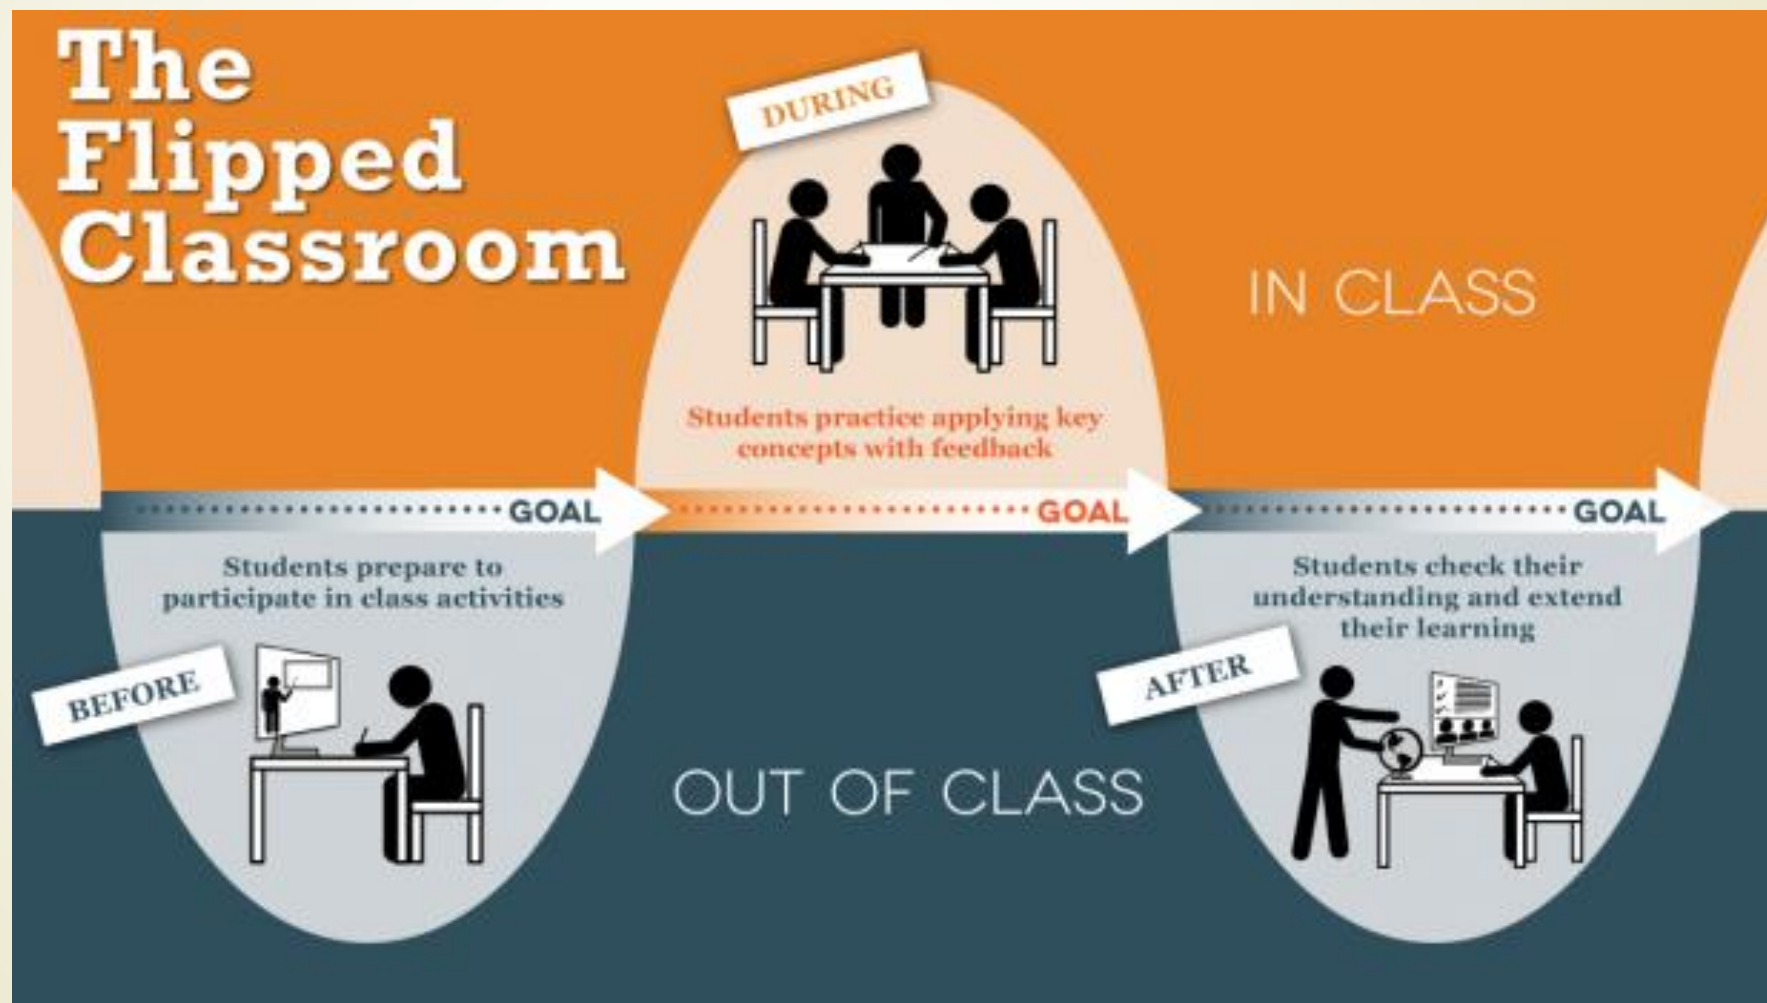 The
Flipped
Classroom
DURING
IN CLASS
Students practice applying key
concepts with feedback
GOAL
GOAL
GOAL
Students prepare to
participate in class activities
BEFORE
OUT OF CLASS
Students check their
understanding and extend
their learning
AFTER